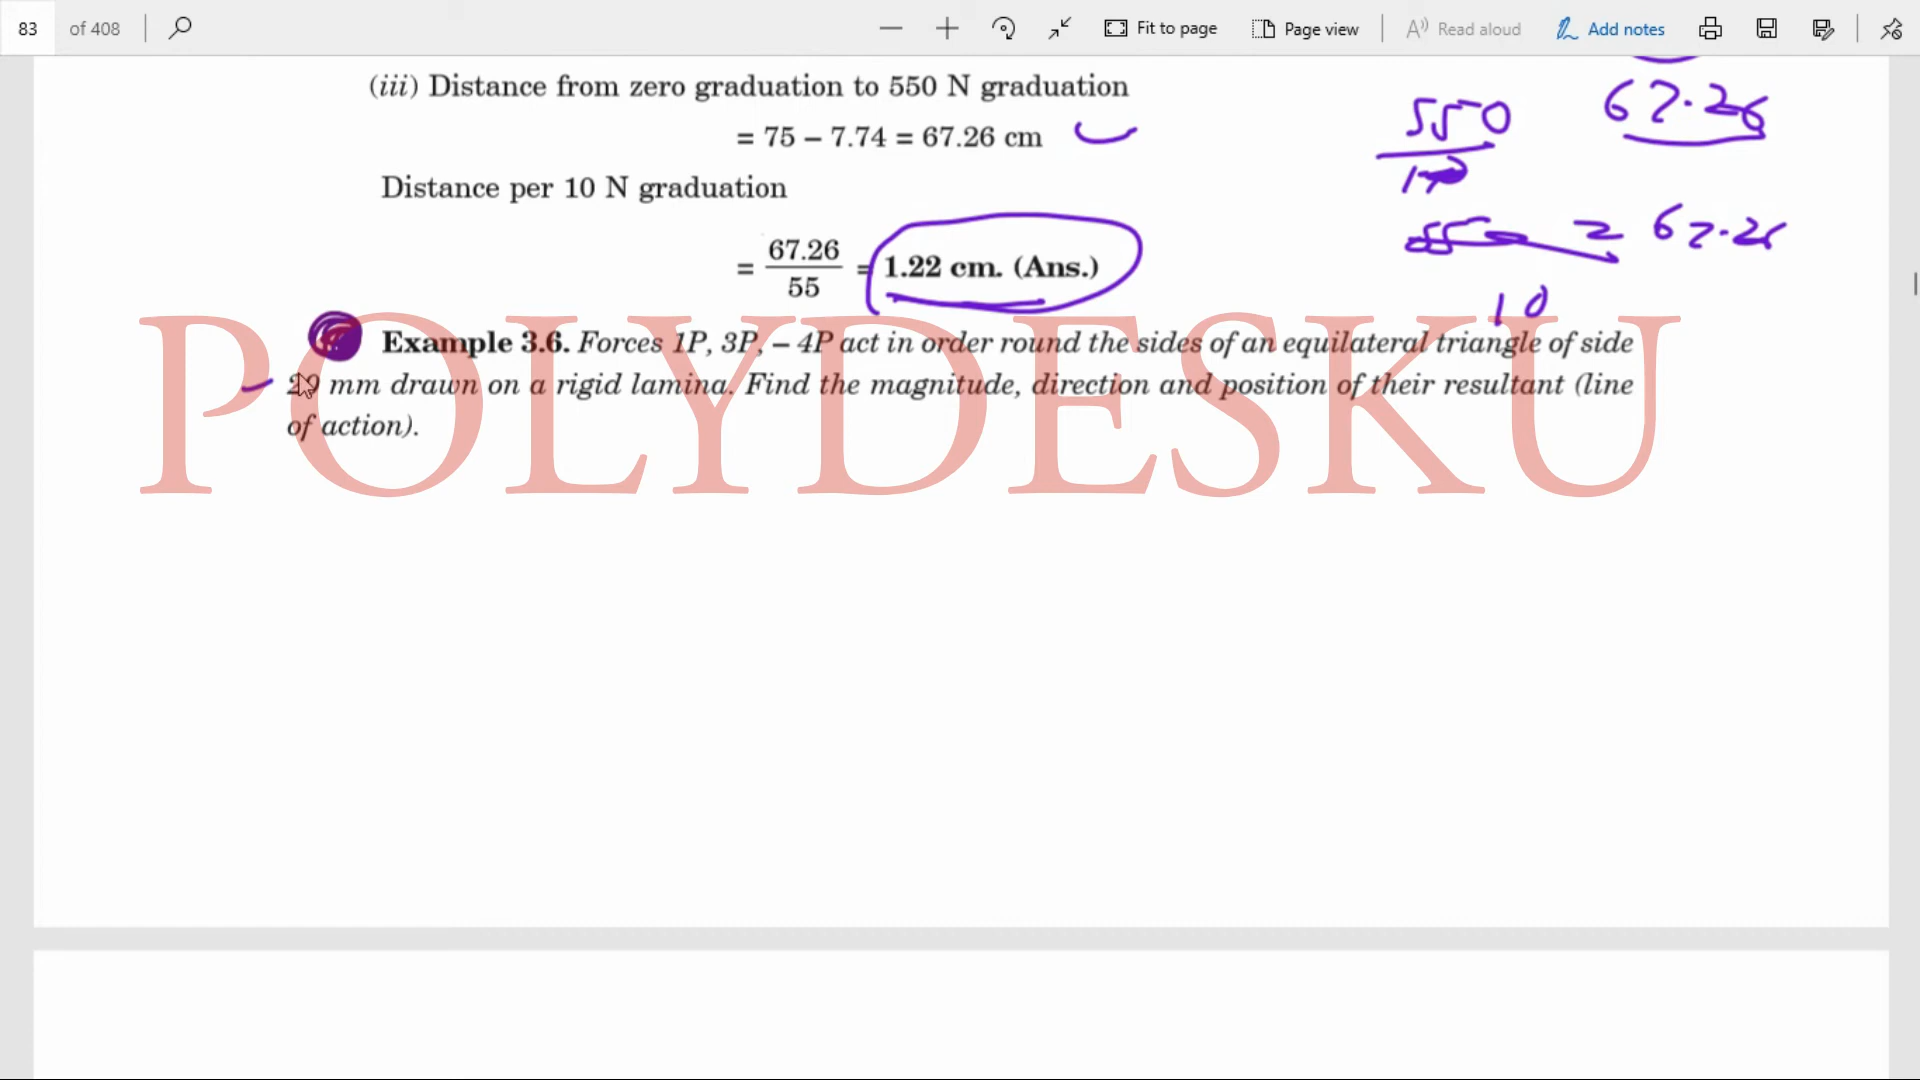 83 of 408 Fit to page Page view Read aloud Add notes
(iii) Distance from zero graduation to 550 N graduation
= 75 – 7.74 = 67.26 cm
Distance per 10 N graduation
= 67.26
55
= 1.22 cm. (Ans.)
550
67.26
= 67.26
10
Example 3.6. Forces 1P, 3P, – 4P act in order round the sides of an equilateral triangle of side
mm drawn on a rigid lamina. Find the magnitude, direction and position of their resultant (line
of action).
POLYDESKU